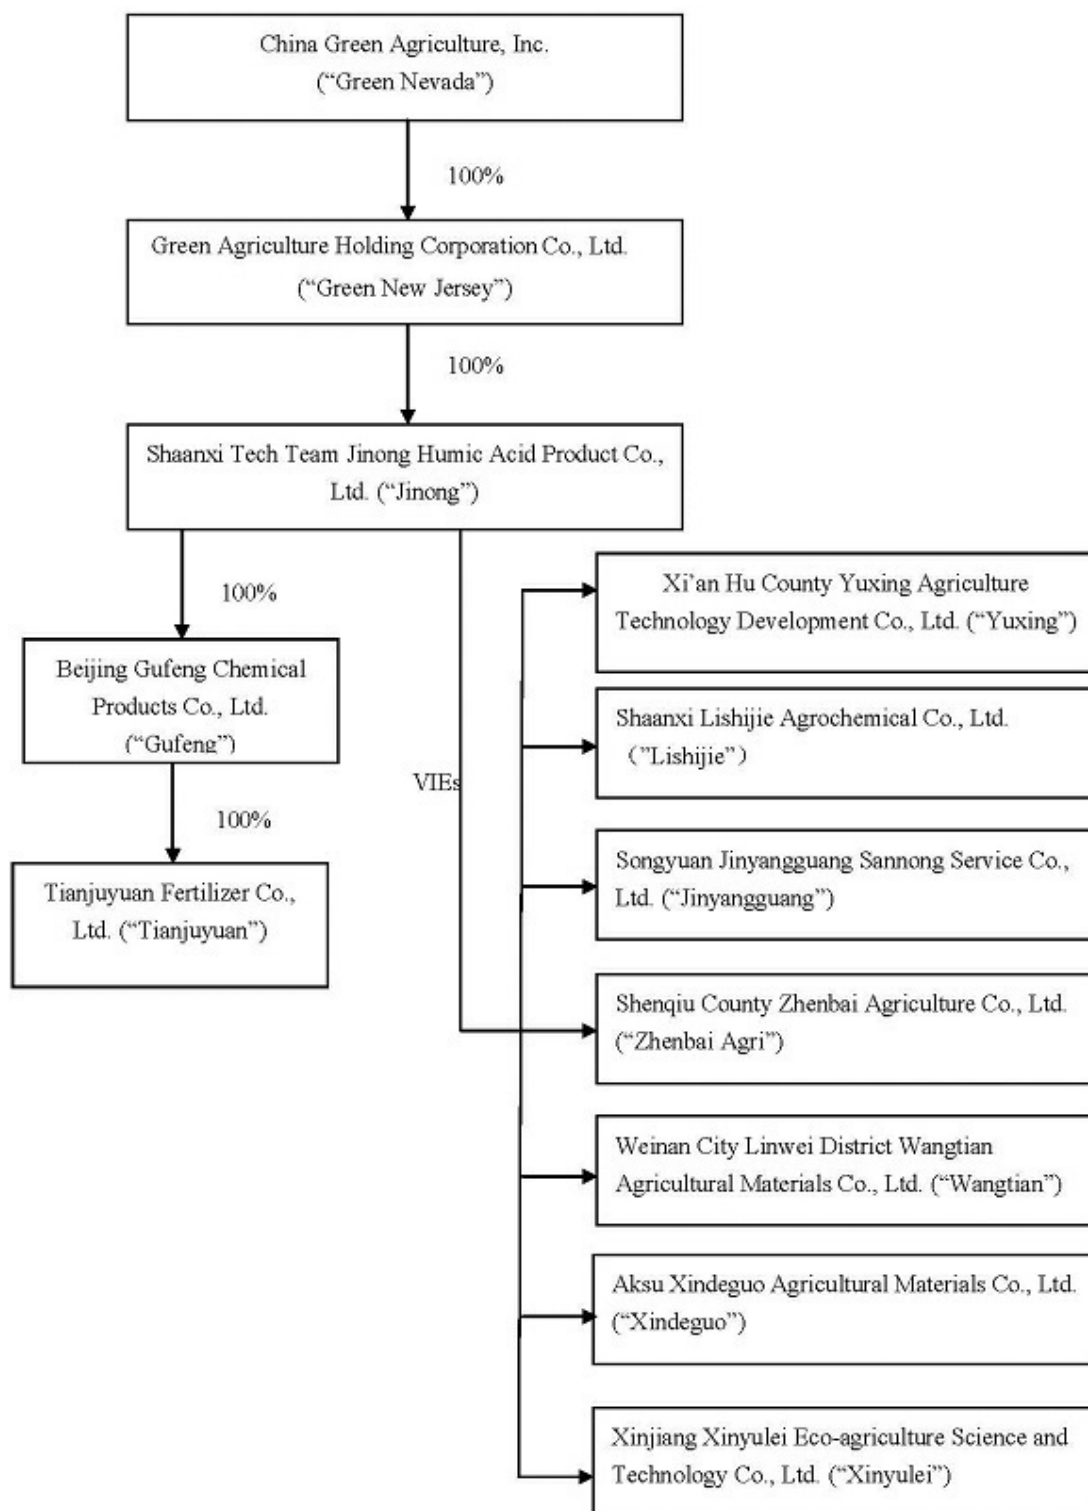 China Green Agriculture, Inc.
(“Green Nevada”)
100%
Green Agriculture Holding Corporation Co., Ltd.
(“Green New Jersey”)
100%
Shaanxi Tech Team Jinong Humic Acid Product Co.,
Ltd. (“Jinong”)
100%
Beijing Gufeng Chemical
Products Co., Ltd.
(“Gufeng”)
100%
Tianjuyuan Fertilizer Co.,
Ltd. (“Tianjuyuan”)
VIEs
Xi’an Hu County Yuxing Agriculture
Technology Development Co., Ltd. (“Yuxing”)
Shaanxi Lishijie Agrochemical Co., Ltd.
（”Lishijie”）
Songyuan Jinyangguang Sannong Service Co.,
Ltd. (“Jinyangguang”)
Shenqiu County Zhenbai Agriculture Co., Ltd.
(“Zhenbai Agri”)
Weinan City Linwei District Wangtian
Agricultural Materials Co., Ltd. (“Wangtian”)
Aksu Xindeguo Agricultural Materials Co., Ltd.
(“Xindeguo”)
Xinjiang Xinyulei Eco-agriculture Science and
Technology Co., Ltd. (“Xinyulei”)